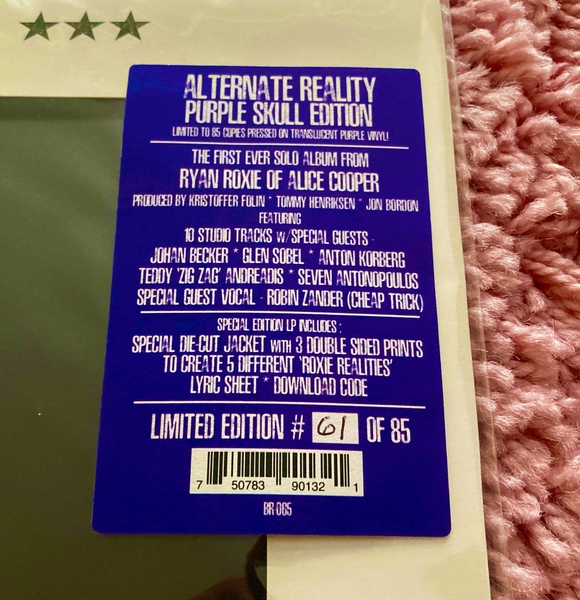 ALTERNATE REALITY
PURPLE SKULL EDITION
LIMITED TO 85 COPIES PRESSED ON TRANSLUCENT PURPLE VINYL!
THE FIRST EVER SOLO ALBUM FROM
RYAN ROXIE OF ALICE COOPER
PRODUCED BY KRISTOFFER FOLIN * TOMMY HENRIKSEN * JON BORDON
FEATURING
10 STUDIO TRACKS W/SPECIAL GUESTS -
JOHAN BECKER * GLEN SOBEL * ANTON KORBERG
TEDDY 'ZIG ZAG' ANDREADIS * SEVEN ANTONOPOULOS
SPECIAL GUEST VOCAL - ROBIN ZANDER (CHEAP TRICK)
SPECIAL EDITION LP INCLUDES :
SPECIAL DIE-CUT JACKET WITH 3 DOUBLE SIDED PRINTS
TO CREATE 5 DIFFERENT 'ROXIE REALITIES'
LYRIC SHEET * DOWNLOAD CODE
LIMITED EDITION # 61 OF 85
7 50783 90132 1
BR-065